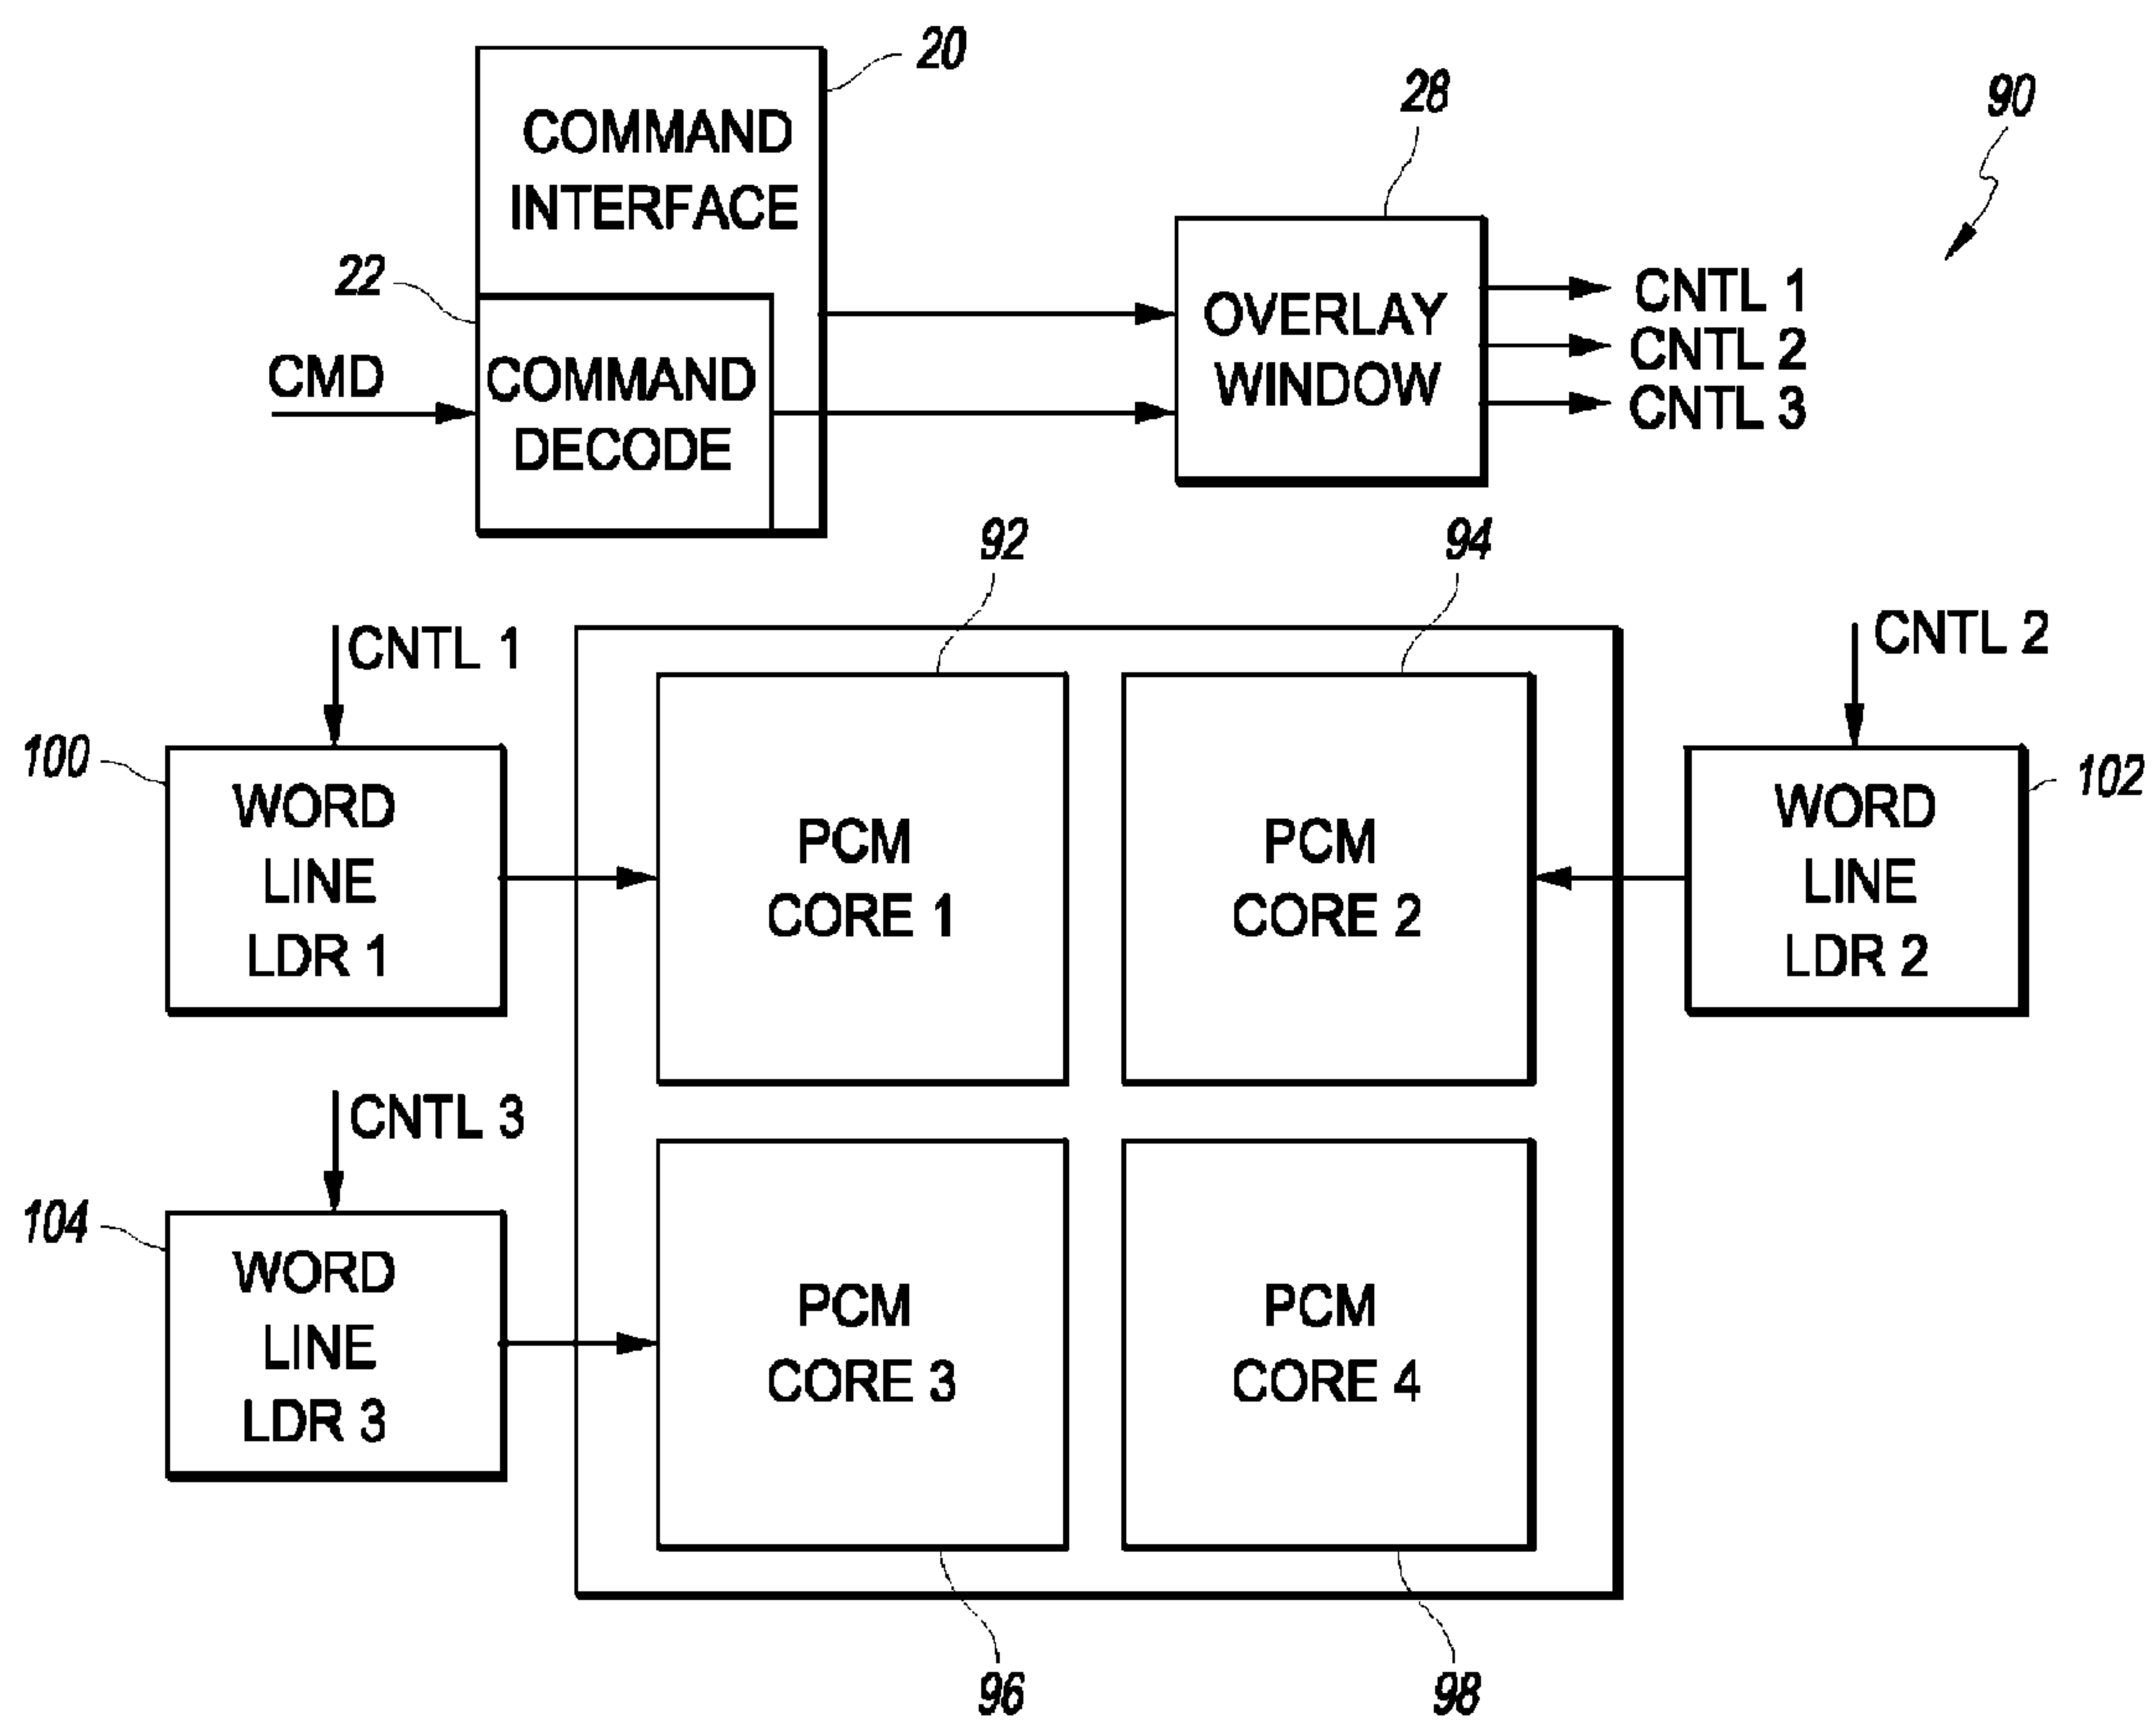 20
COMMAND
INTERFACE
28
90
22
CMD
COMMAND
DECODE
OVERLAY
WINDOW
CNTL 1
CNTL 2
CNTL 3
92
94
CNTL 1
CNTL 2
100
WORD
LINE
LDR 1
PCM
CORE 1
PCM
CORE 2
WORD
LINE
LDR 2
102
CNTL 3
104
WORD
LINE
LDR 3
PCM
CORE 3
PCM
CORE 4
96
98